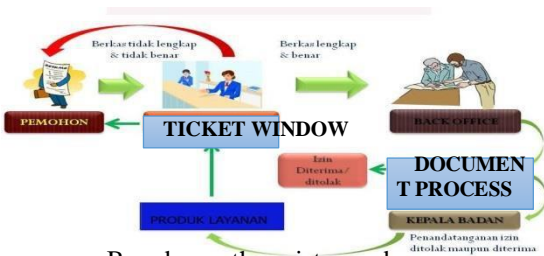 Berkas tidak lengkap
& tidak benar
Berkas lengkap
& benar
PEMOHON
TICKET WINDOW
BACK OFFICE
Izin
Diterima/
ditolak
DOCUMEN
T PROCESS
PRODUK LAYANAN
KEPALA BADAN
Penandatanganan izin
ditolak maupun diterima